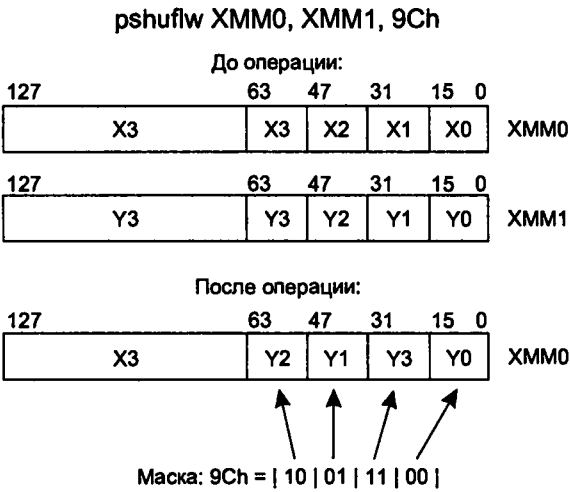 pshuflw XMM0, XMM1, 9Ch
До операции:
127 63 47 31 15 0
X3 X3 X2 X1 X0 XMM0
127 63 47 31 15 0
Y3 Y3 Y2 Y1 Y0 XMM1
После операции:
127 63 47 31 15 0
X3 Y2 Y1 Y3 Y0 XMM0
Маска: 9Ch = | 10 | 01 | 11 | 00 |